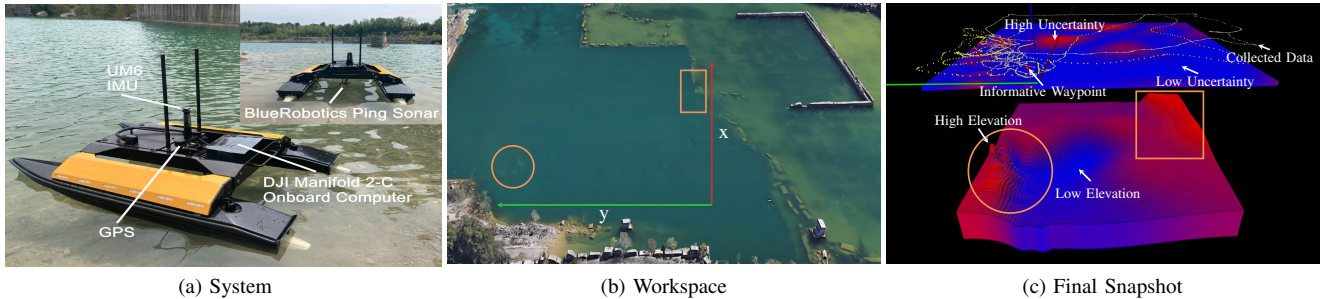 UM6
IMU
BlueRobotics Ping Sonar
DJI Manifold 2-C
Onboard Computer
GPS
(a) System
x
y
(b) Workspace
High Uncertainty
Collected Data
Low Uncertainty
Informative Waypoint
High Elevation
Low Elevation
(c) Final Snapshot